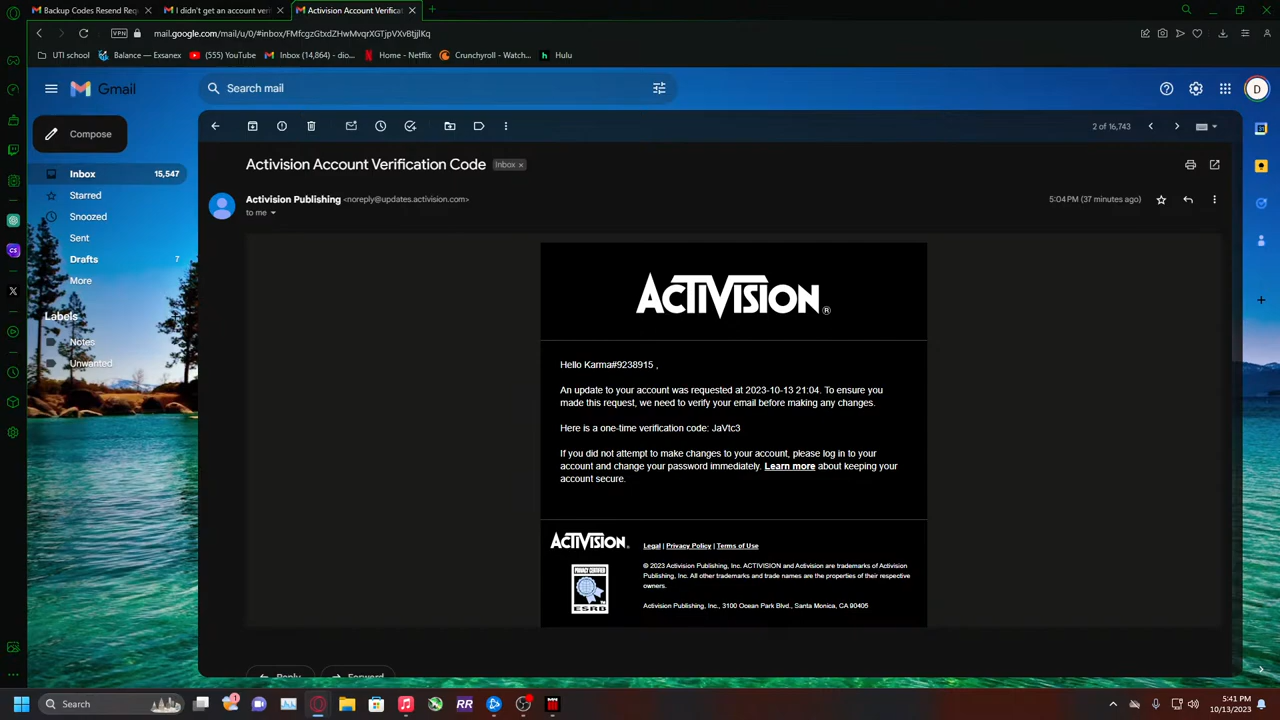 Backup Codes Resend Req
I didn't get an account veri
Activision Account Verificat
VPN
mail.google.com/mail/u/0/#inbox/FMfcgzGtxdZHwMvqrXGTjpVXvBtjjlKq
UTI school
Balance — Exsanex
(555) YouTube
Inbox (14,864) - dio...
Home - Netflix
Crunchyroll - Watch...
Hulu
Gmail
Search mail
D
Compose
2 of 16,743
Inbox 15,547
Starred
Snoozed
Sent
Drafts 7
More
Labels
Notes
Unwanted
Activision Account Verification Code
Inbox x
Activision Publishing <noreply@updates.activision.com>
5:04 PM (37 minutes ago)
to me
ACTIVISION®
Hello Karma#9238915 ,
An update to your account was requested at 2023-10-13 21:04. To ensure you
made this request, we need to verify your email before making any changes.
Here is a one-time verification code: JaVtc3
If you did not attempt to make changes to your account, please log in to your
account and change your password immediately. Learn more about keeping your
account secure.
ACTIVISION
Legal | Privacy Policy | Terms of Use
PRIVACY CERTIFIED
ESRB
© 2023 Activision Publishing, Inc. ACTIVISION and Activision are trademarks of Activision
Publishing, Inc. All other trademarks and trade names are the properties of their respective
owners.
Activision Publishing, Inc., 3100 Ocean Park Blvd., Santa Monica, CA 90405
Reply
Forward
Search
1
RR
5:41 PM
10/13/2023